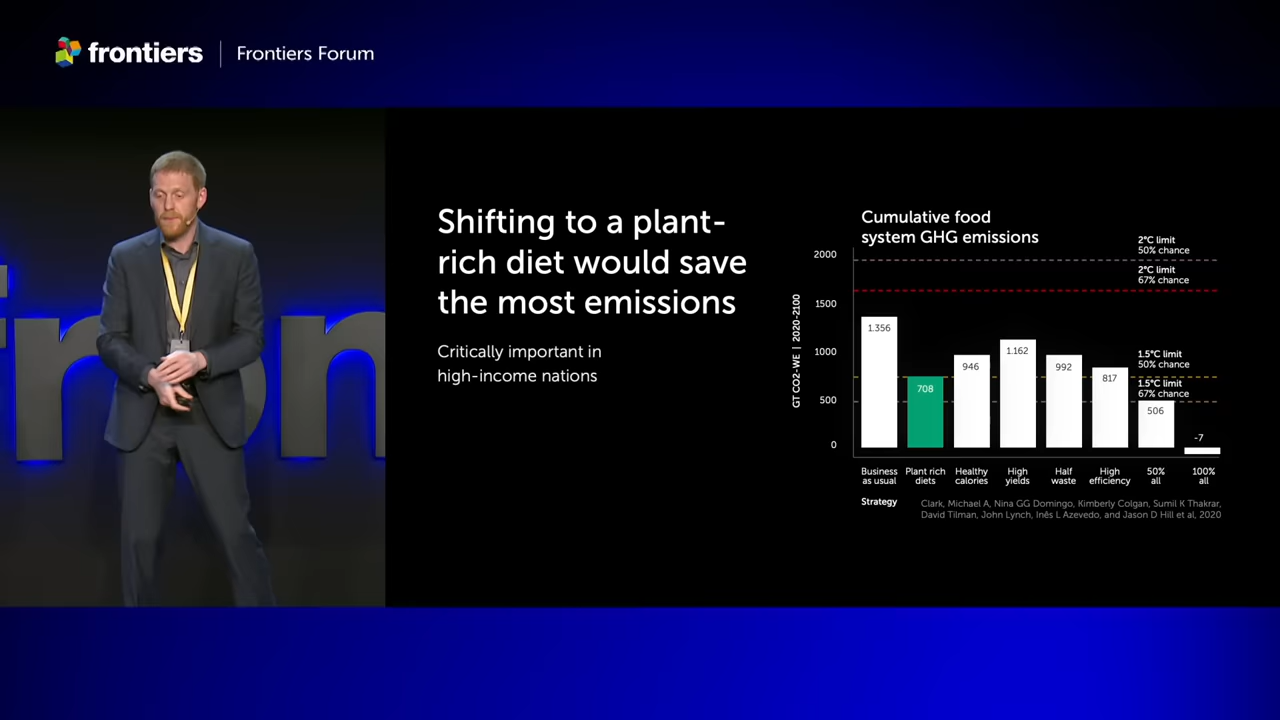 frontiers
Frontiers Forum
Shifting to a plant-
rich diet would save
the most emissions
Critically important in
high-income nations
Cumulative food
system GHG emissions
GT CO2-WE | 2020-2100
2000
1500
1000
500
0
2°C limit
50% chance
2°C limit
67% chance
1.5°C limit
50% chance
1.5°C limit
67% chance
1.356
708
946
1.162
992
817
506
-7
Business
as usual
Plant rich
diets
Healthy
calories
High
yields
Half
waste
High
efficiency
50%
all
100%
all
Strategy
Clark, Michael A, Nina GG Domingo, Kimberly Colgan, Sumil K Thakrar,
David Tilman, John Lynch, Inês L Azevedo, and Jason D Hill et al, 2020